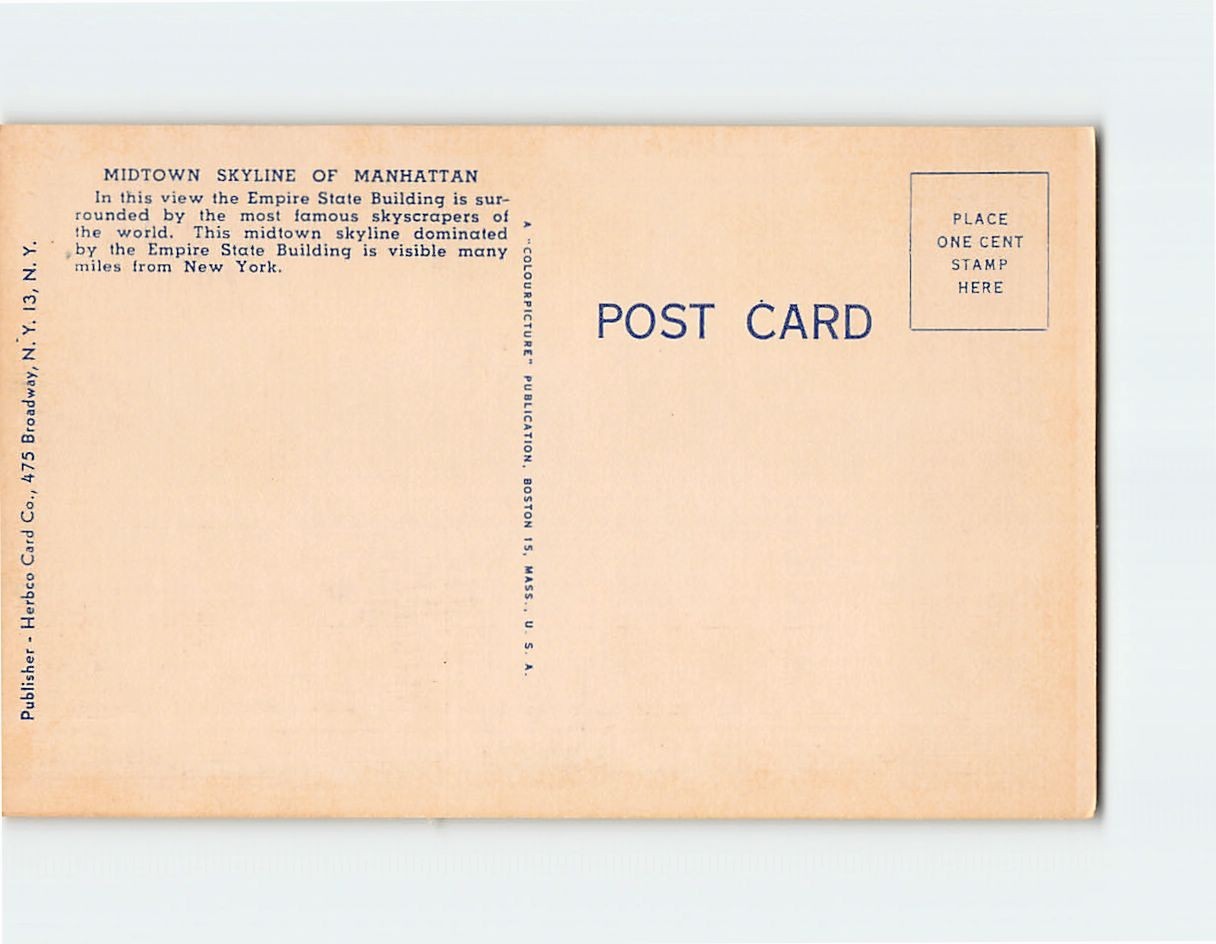 MIDTOWN SKYLINE OF MANHATTAN
In this view the Empire State Building is sur-
rounded by the most famous skyscrapers of
the world. This midtown skyline dominated
by the Empire State Building is visible many
miles from New York.
Publisher - Herbco Card Co., 475 Broadway, N. Y. 13, N. Y.
A "COLOURPICTURE" PUBLICATION, BOSTON 15, MASS., U. S. A.
POST CARD
PLACE
ONE CENT
STAMP
HERE